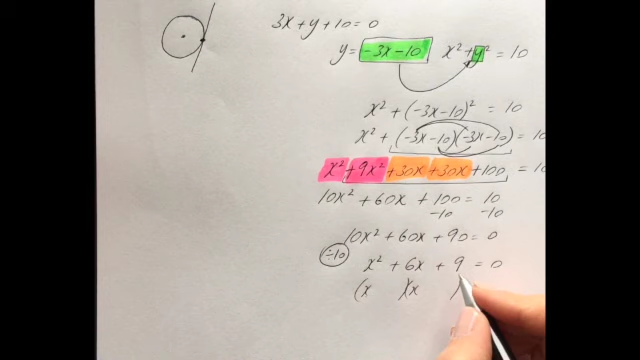 3x+y+10=0
y= -3x-10   x²+y²=10
x²+(-3x-10)²=10
x²+(-3x-10)(-3x-10)=10
x²+9x²+30x+30x+100=10
10x²+60x+100=10
-10 -10
10x²+60x+90=0
÷10
x²+6x+9=0
(x )(x )